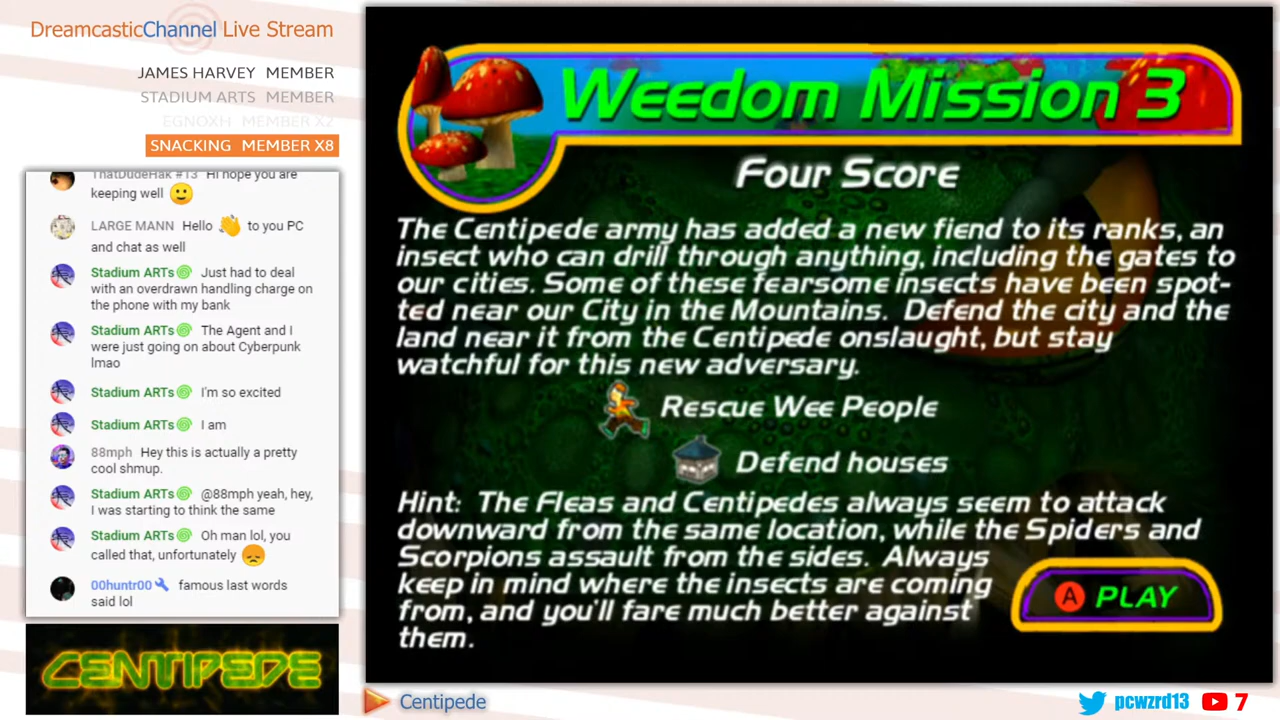 DreamcasticChannel Live Stream
JAMES HARVEY MEMBER
STADIUM ARTS MEMBER
EGNOXH MEMBER X2
SNACKING MEMBER X8
ThatDudeHak #13 Hi hope you are
keeping well 🙂
LARGE MANN Hello 👋 to you PC
and chat as well
Stadium ARTs Just had to deal
with an overdrawn handling charge on
the phone with my bank
Stadium ARTs The Agent and I
were just going on about Cyberpunk
lmao
Stadium ARTs I'm so excited
Stadium ARTs I am
88mph Hey this is actually a pretty
cool shmup.
Stadium ARTs @88mph yeah, hey,
I was starting to think the same
Stadium ARTs Oh man lol, you
called that, unfortunately 😞
00huntr00 famous last words
said lol
CENTIPEDE
Weedom Mission 3
Four Score
The Centipede army has added a new fiend to its ranks, an
insect who can drill through anything, including the gates to
our cities. Some of these fearsome insects have been spot-
ted near our City in the Mountains. Defend the city and the
land near it from the Centipede onslaught, but stay
watchful for this new adversary.
Rescue Wee People
Defend houses
Hint: The Fleas and Centipedes always seem to attack
downward from the same location, while the Spiders and
Scorpions assault from the sides. Always
keep in mind where the insects are coming
from, and you'll fare much better against
them.
A PLAY
Centipede
pcwzrd13 7